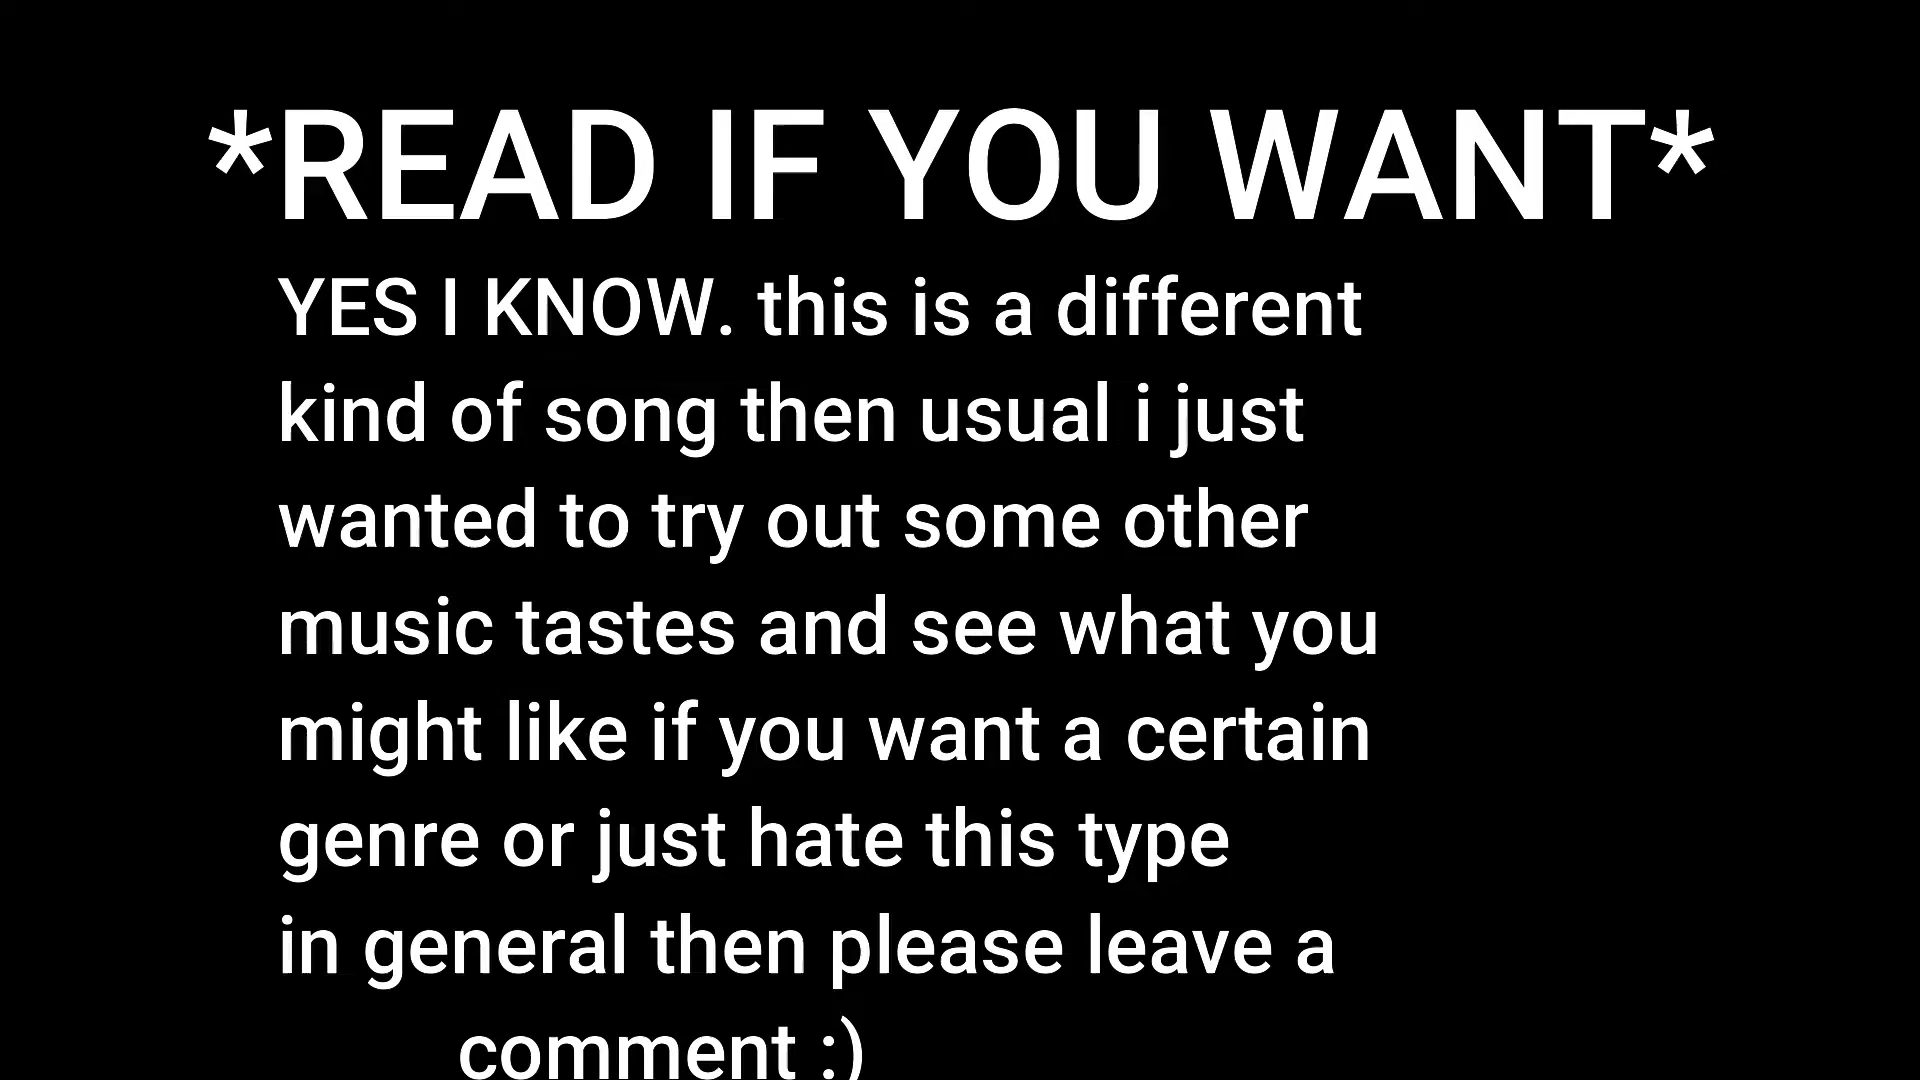 *READ IF YOU WANT*
YES I KNOW. this is a different
kind of song then usual i just
wanted to try out some other
music tastes and see what you
might like if you want a certain
genre or just hate this type
in general then please leave a
comment :)